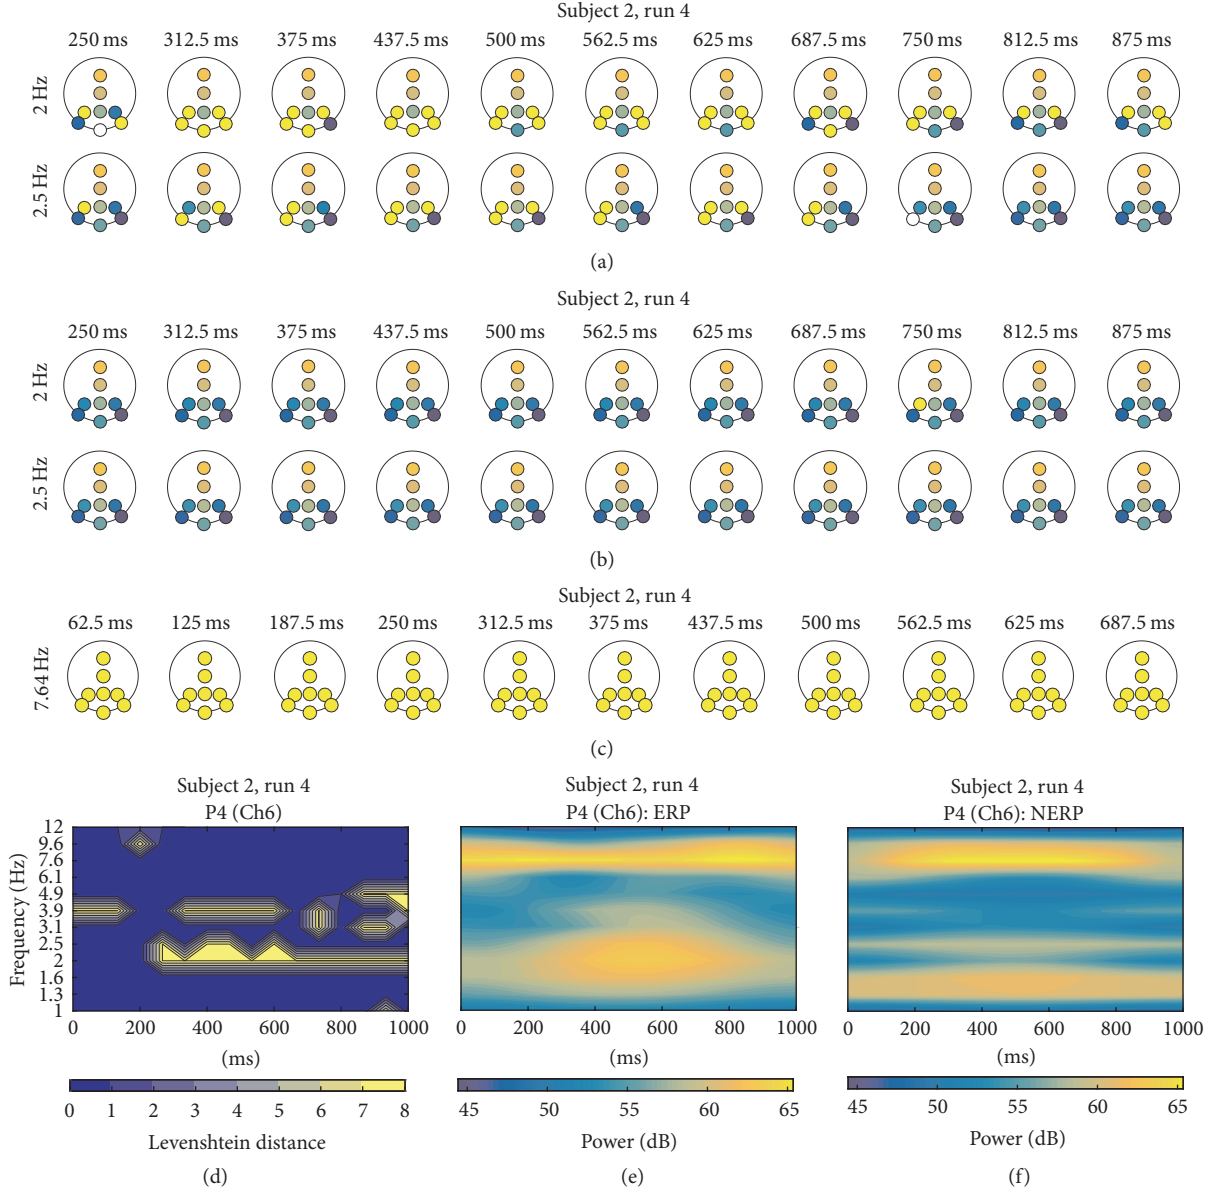 Subject 2, run 4
250 ms 312.5 ms 375 ms 437.5 ms 500 ms 562.5 ms 625 ms 687.5 ms 750 ms 812.5 ms 875 ms
2 Hz
2.5 Hz
(a)
Subject 2, run 4
250 ms 312.5 ms 375 ms 437.5 ms 500 ms 562.5 ms 625 ms 687.5 ms 750 ms 812.5 ms 875 ms
2 Hz
2.5 Hz
(b)
Subject 2, run 4
62.5 ms 125 ms 187.5 ms 250 ms 312.5 ms 375 ms 437.5 ms 500 ms 562.5 ms 625 ms 687.5 ms
7.64 Hz
(c)
Subject 2, run 4
P4 (Ch6)
Frequency (Hz)
12
9.6
7.6
6.1
4.9
3.9
3.1
2.5
2
1.6
1.3
1
0 200 400 600 800 1000
(ms)
0 1 2 3 4 5 6 7 8
Levenshtein distance
(d)
Subject 2, run 4
P4 (Ch6): ERP
0 200 400 600 800 1000
(ms)
45 50 55 60 65
Power (dB)
(e)
Subject 2, run 4
P4 (Ch6): NERP
0 200 400 600 800 1000
(ms)
45 50 55 60 65
Power (dB)
(f)